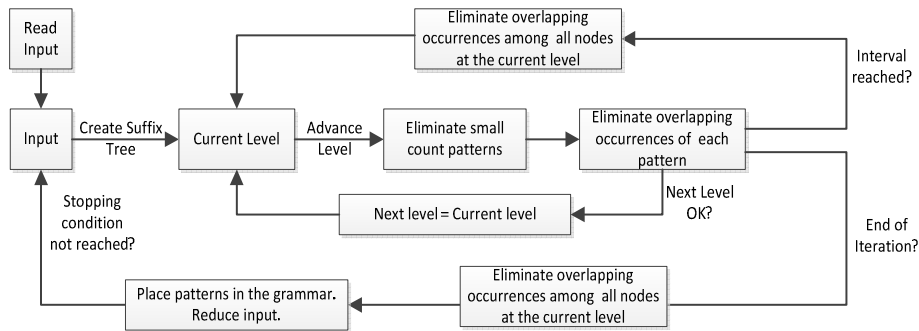 Read
Input
Eliminate overlapping
occurrences among all nodes
at the current level
Interval
reached?
Input
Create Suffix
Tree
Current Level
Advance
Level
Eliminate small
count patterns
Eliminate overlapping
occurrences of each
pattern
Stopping
condition
not reached?
Next level = Current level
Next Level
OK?
End of
Iteration?
Place patterns in the grammar.
Reduce input.
Eliminate overlapping
occurrences among all nodes
at the current level